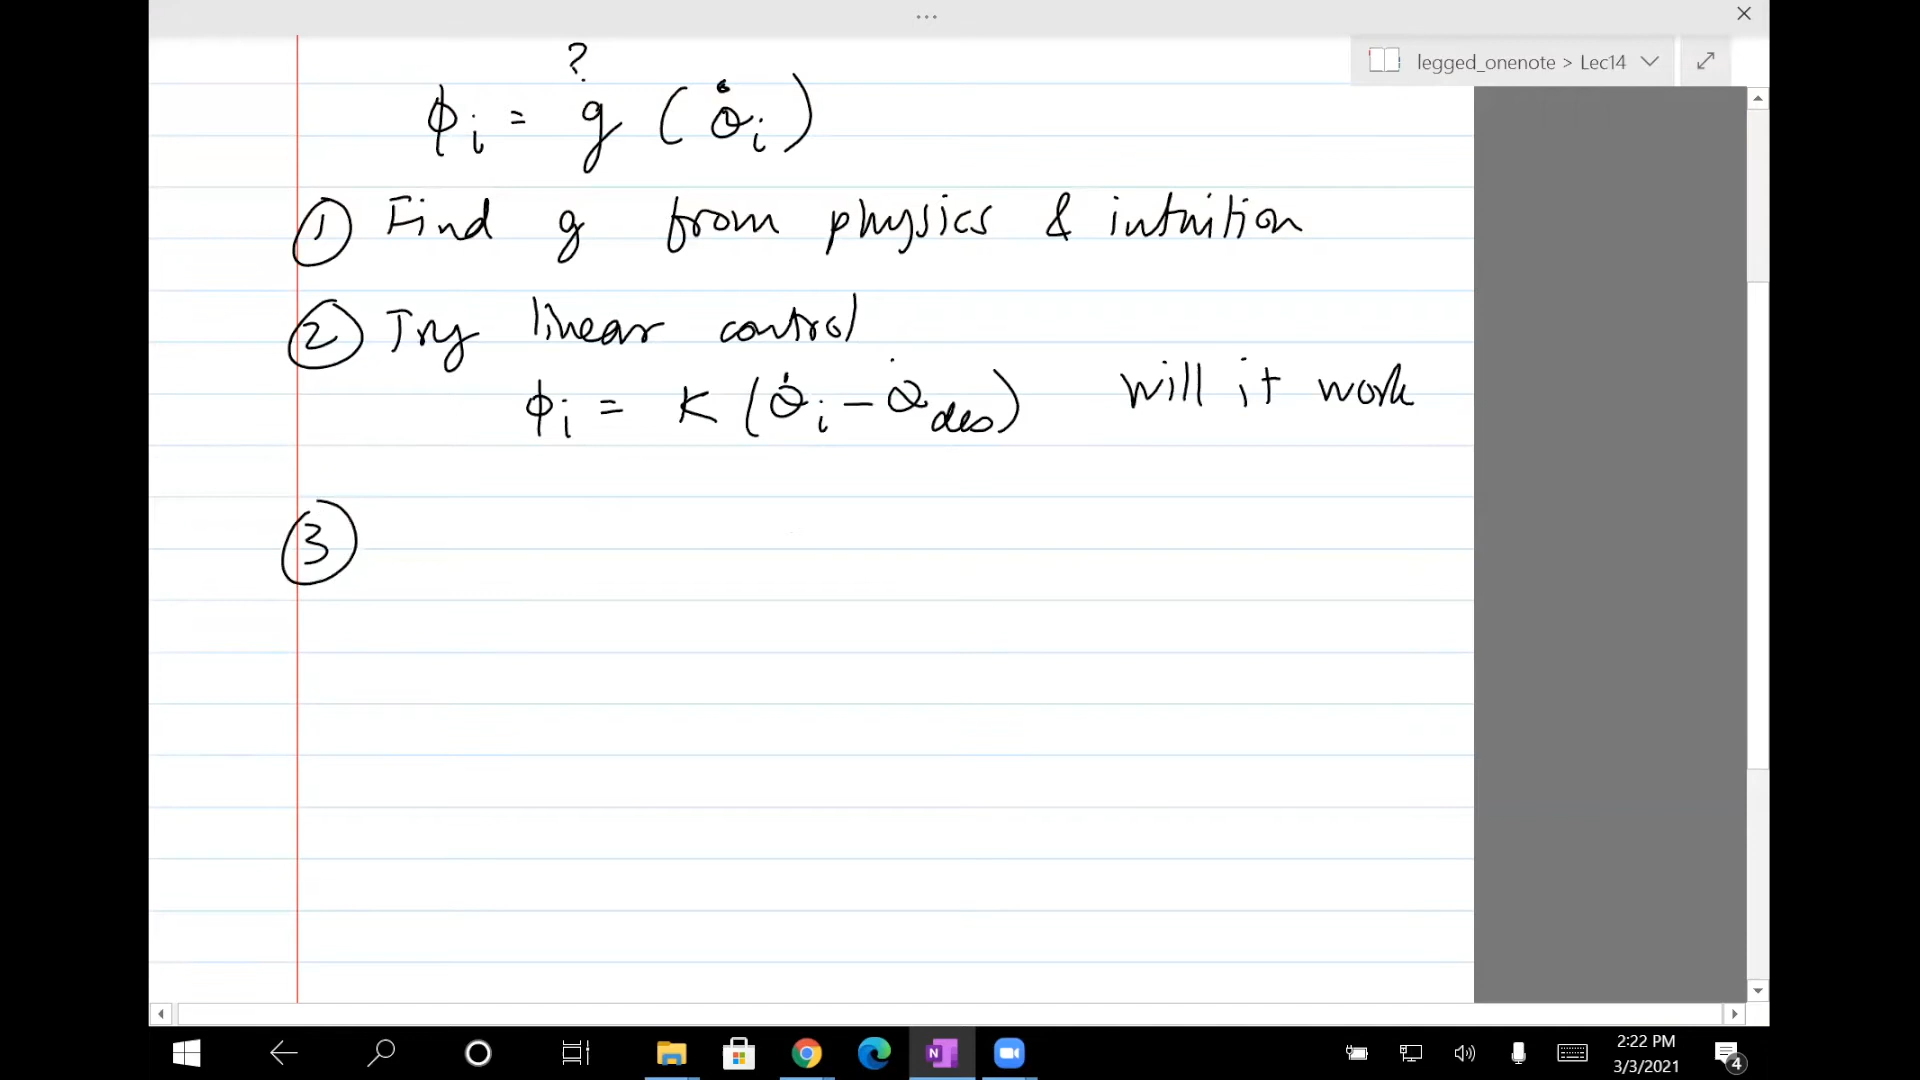 ...
legged_onenote > Lec14
?
ϕᵢ = g (θ̇ᵢ)
① Find g from physics & intuition
② Try linear control
ϕᵢ = K (θ̇ᵢ − θ̇des) will it work
③
N
2:22 PM
3/3/2021
4